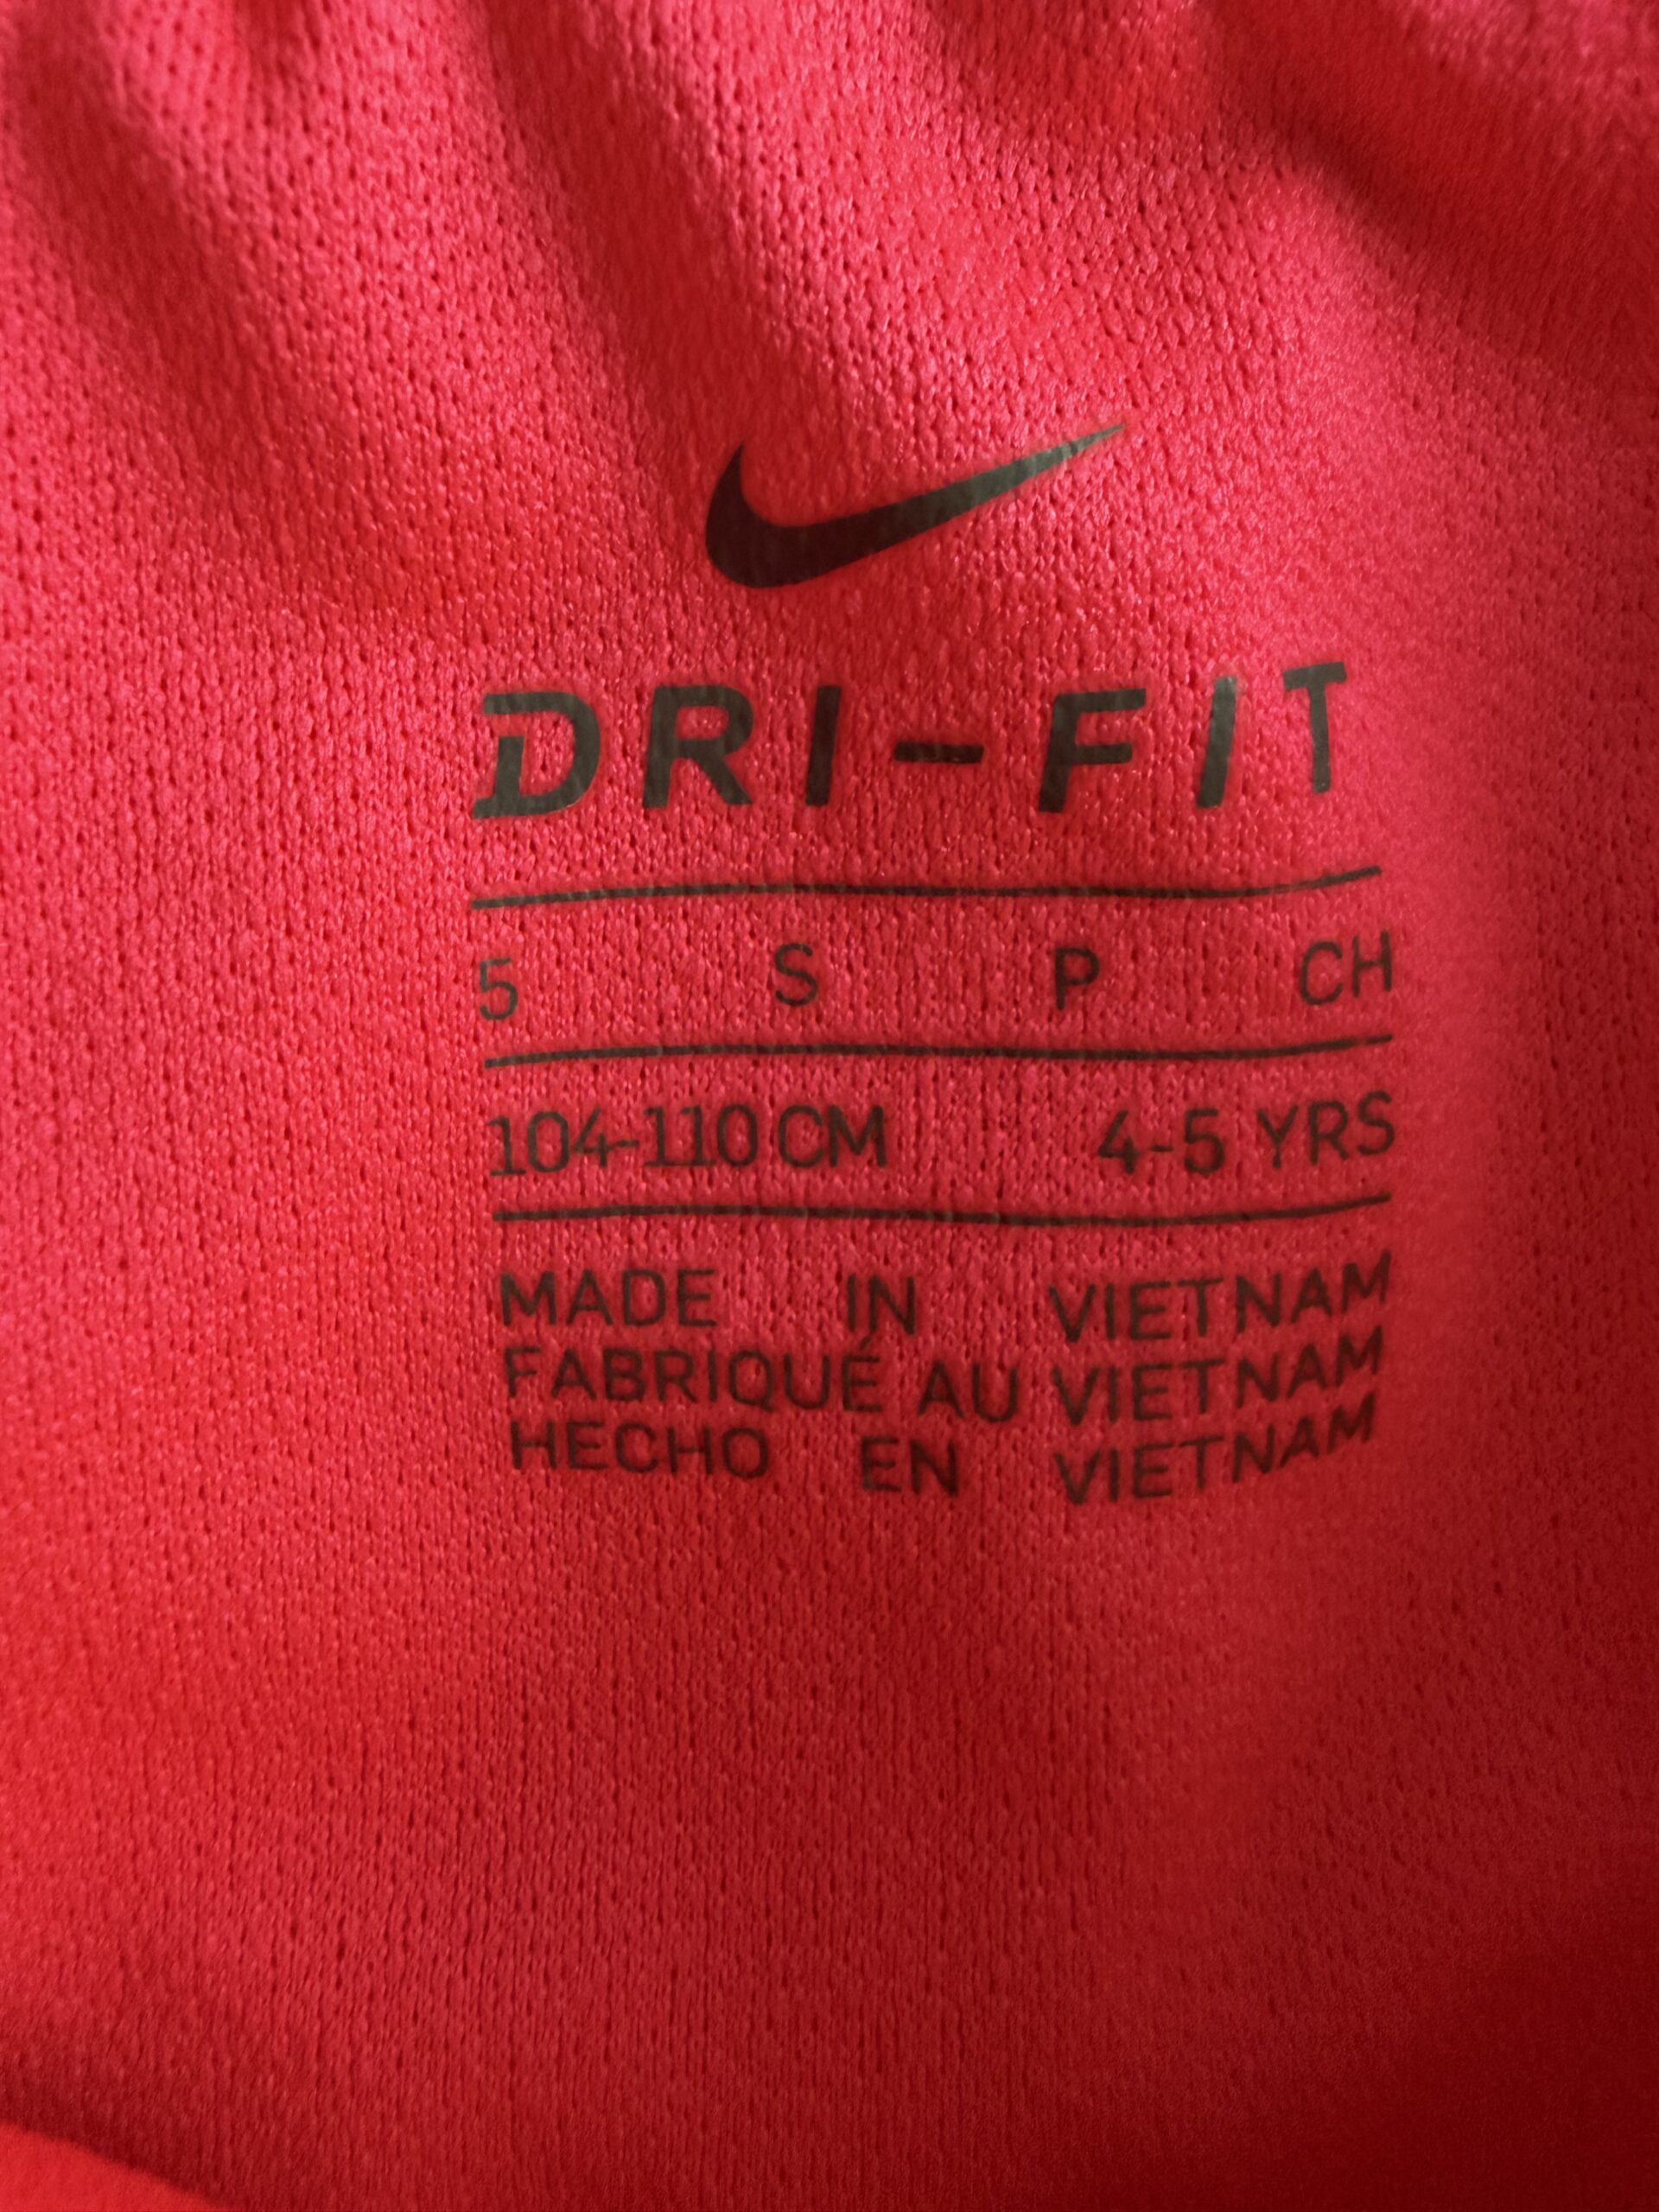 DRI-FIT
5 S P CH
104-110 CM 4-5 YRS
MADE IN VIETNAM
FABRIQUÉ AU VIETNAM
HECHO EN VIETNAM